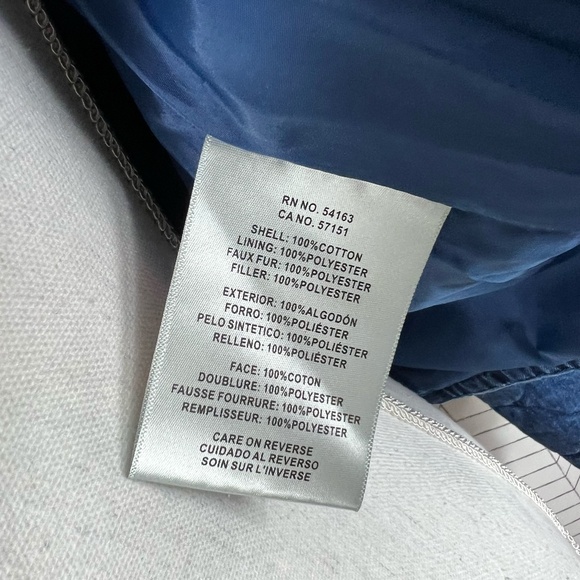 RN NO. 54163
CA NO. 57151
SHELL: 100%COTTON
LINING: 100%POLYESTER
FAUX FUR: 100%POLYESTER
FILLER: 100%POLYESTER
EXTERIOR: 100%ALGODÓN
FORRO: 100%POLIÉSTER
PELO SINTETICO: 100%POLIÉSTER
RELLENO: 100%POLIÉSTER
FACE: 100%COTON
DOUBLURE: 100%POLYESTER
FAUSSE FOURRURE: 100%POLYESTER
REMPLISSEUR: 100%POLYESTER
CARE ON REVERSE
CUIDADO AL REVERSO
SOIN SUR L'INVERSE